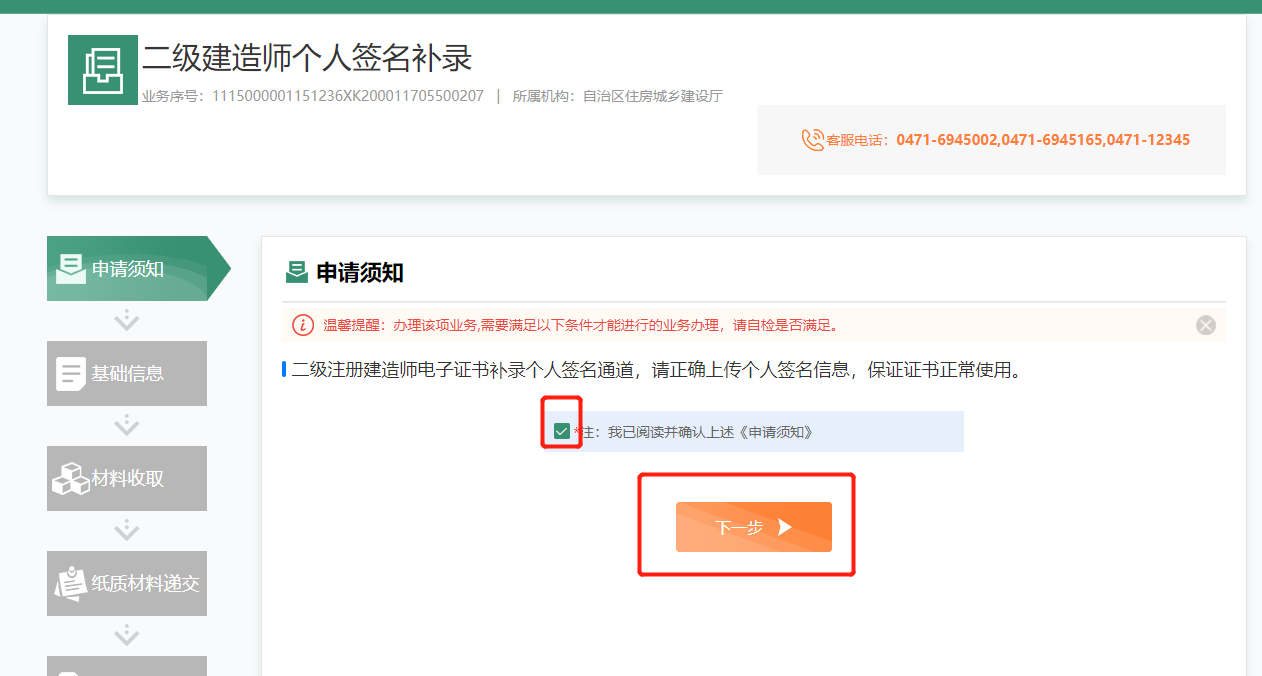 二级建造师个人签名补录
业务序号：1115000001151236XK200011705500207 | 所属机构：自治区住房城乡建设厅
客服电话：0471-6945002,0471-6945165,0471-12345
申请须知
基础信息
材料收取
纸质材料递交
申请须知
温馨提醒：办理该项业务,需要满足以下条件才能进行的业务办理，请自检是否满足。
二级注册建造师电子证书补录个人签名通道，请正确上传个人签名信息，保证证书正常使用。
*注：我已阅读并确认上述《申请须知》
下一步